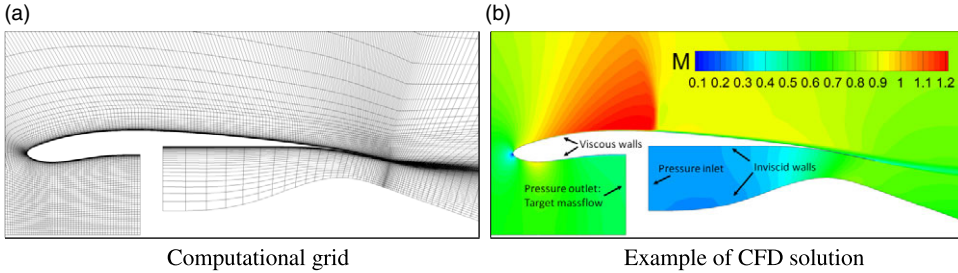 (a)
(b)
M
0.1 0.2 0.3 0.4 0.5 0.6 0.7 0.8 0.9 1 1.1 1.2
Viscous walls
Pressure inlet
Inviscid walls
Pressure outlet:
Target massflow
Computational grid
Example of CFD solution